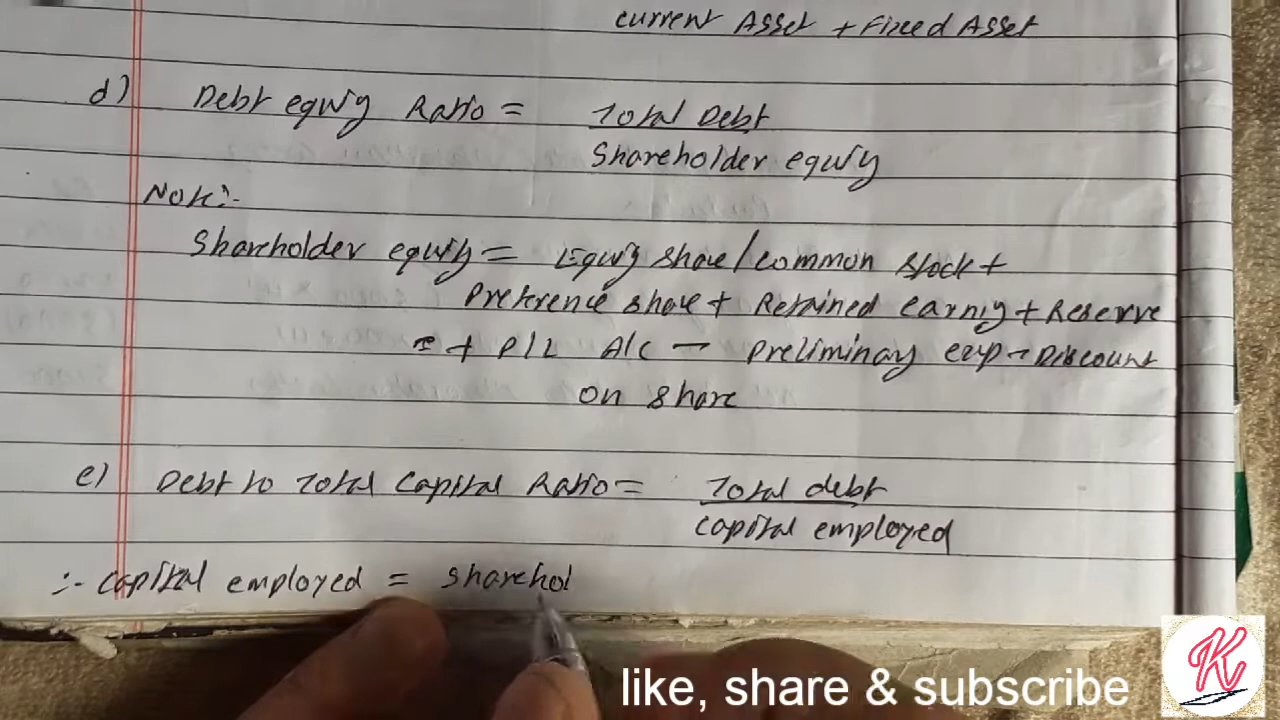 current Asset + Fixed Asset
d) Debt equity Ratio = Total Debt
Shareholder equity
Note:-
Shareholder equity = Equity share/common stock +
Preference share + Retained earnig + Reserve
+ P/L A/C - Preliminay exp - Discount
on share
e) Debt to Total Capital Ratio = Total debt
capital employed
:- capital employed = sharehol
like, share & subscribe
K